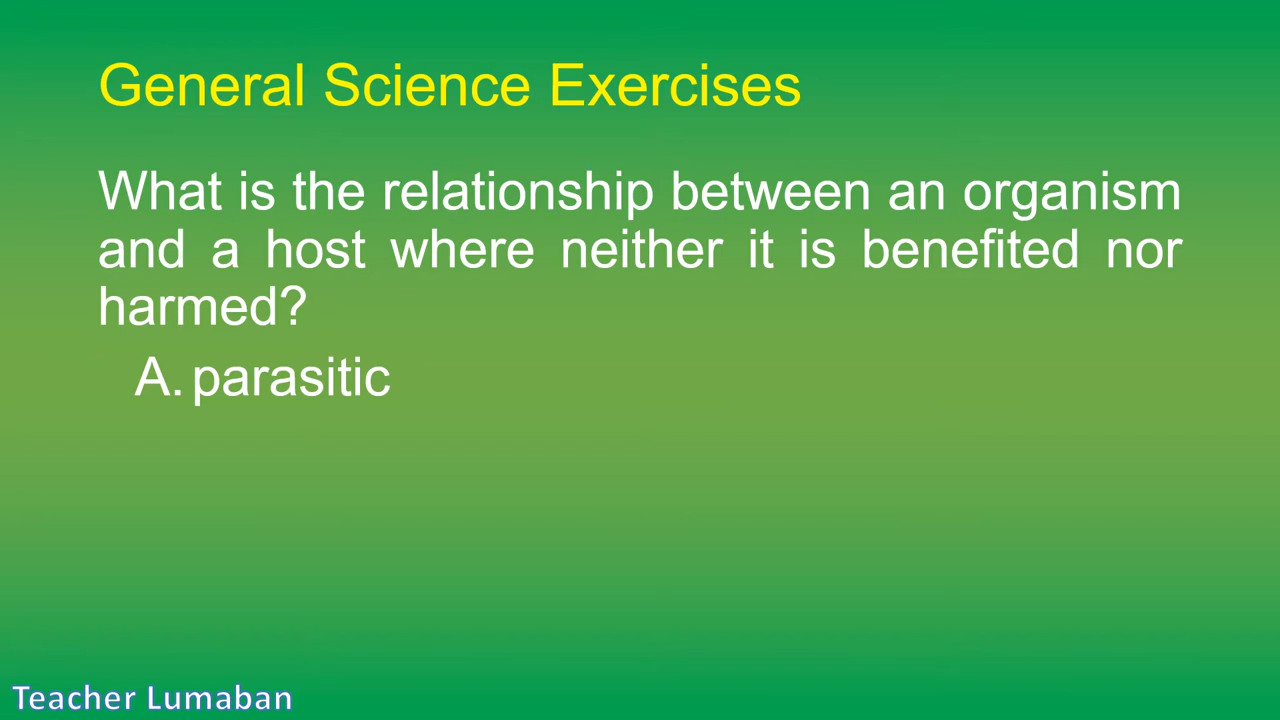 General Science Exercises
What is the relationship between an organism
and a host where neither it is benefited nor
harmed?
A. parasitic
Teacher Lumaban